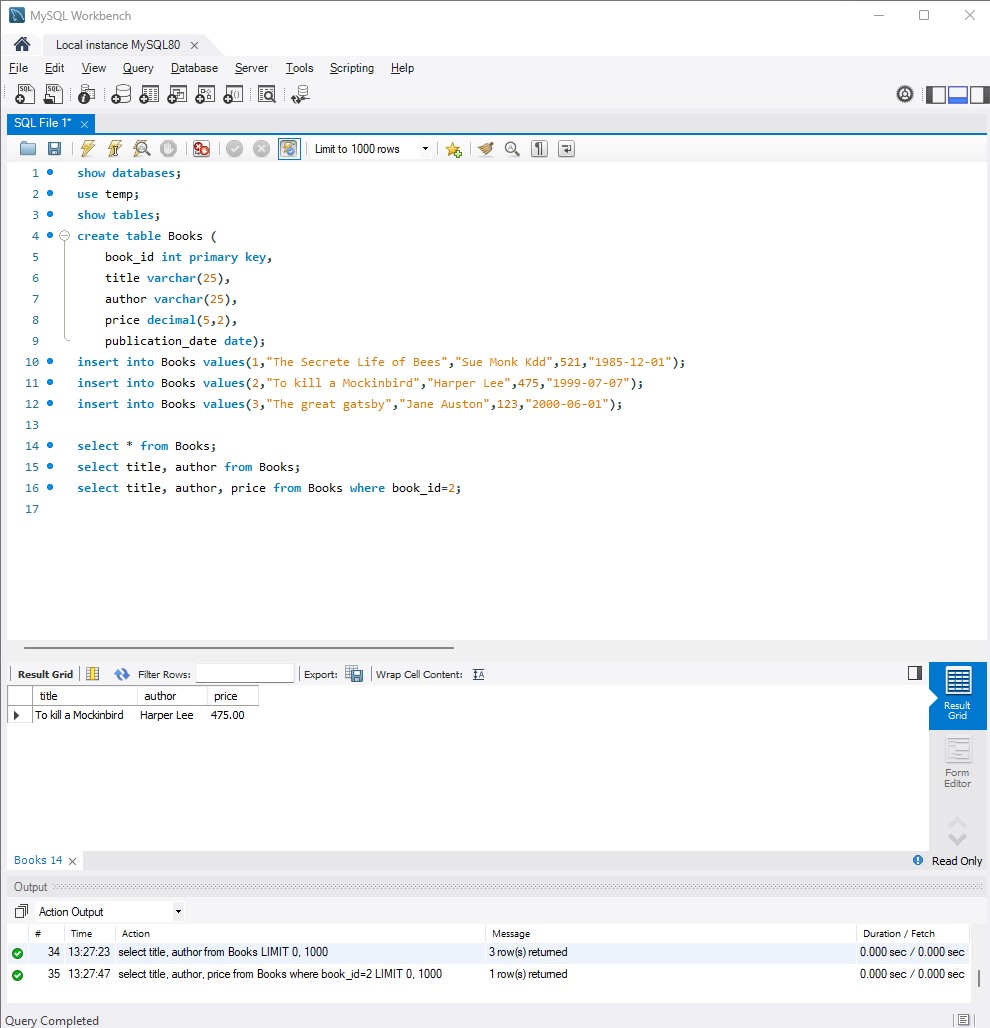 MySQL Workbench
Local instance MySQL80
File Edit View Query Database Server Tools Scripting Help
SQL File 1*
Limit to 1000 rows
1 show databases;
2 use temp;
3 show tables;
4 create table Books (
5 book_id int primary key,
6 title varchar(25),
7 author varchar(25),
8 price decimal(5,2),
9 publication_date date);
10 insert into Books values(1,"The Secrete Life of Bees","Sue Monk Kdd",521,"1985-12-01");
11 insert into Books values(2,"To kill a Mockinbird","Harper Lee",475,"1999-07-07");
12 insert into Books values(3,"The great gatsby","Jane Auston",123,"2000-06-01");
13
14 select * from Books;
15 select title, author from Books;
16 select title, author, price from Books where book_id=2;
17
Result Grid Filter Rows: Export: Wrap Cell Content:
title author price
To kill a Mockinbird Harper Lee 475.00
Result
Grid
Form
Editor
Books 14 Read Only
Output
Action Output
# Time Action Message Duration / Fetch
34 13:27:23 select title, author from Books LIMIT 0, 1000 3 row(s) returned 0.000 sec / 0.000 sec
35 13:27:47 select title, author, price from Books where book_id=2 LIMIT 0, 1000 1 row(s) returned 0.000 sec / 0.000 sec
Query Completed